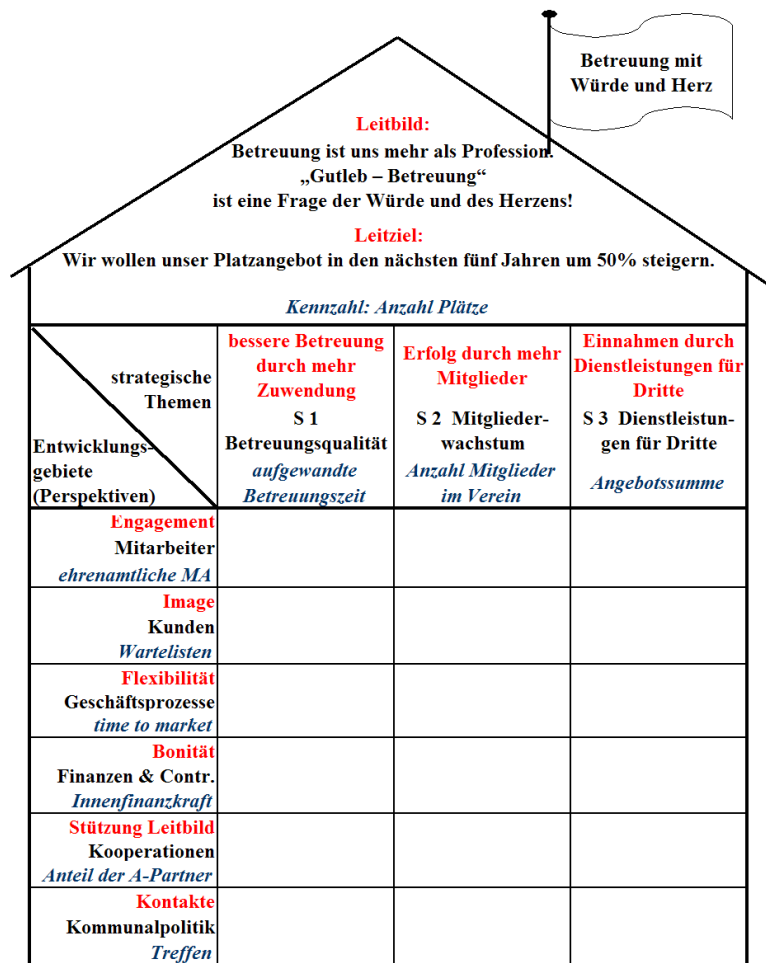 Betreuung mit
Würde und Herz
Leitbild:
Betreuung ist uns mehr als Profession.
„Gutleb – Betreuung“
ist eine Frage der Würde und des Herzens!
Leitziel:
Wir wollen unser Platzangebot in den nächsten fünf Jahren um 50% steigern.
Kennzahl: Anzahl Plätze
strategische
Themen
Entwicklungs-
gebiete
(Perspektiven)
bessere Betreuung
durch mehr
Zuwendung
S 1
Betreuungsqualität
aufgewandte
Betreuungszeit
Erfolg durch mehr
Mitglieder
S 2 Mitglieder-
wachstum
Anzahl Mitglieder
im Verein
Einnahmen durch
Dienstleistungen für
Dritte
S 3 Dienstleistun-
gen für Dritte
Angebotssumme
Engagement
Mitarbeiter
ehrenamtliche MA
Image
Kunden
Wartelisten
Flexibilität
Geschäftsprozesse
time to market
Bonität
Finanzen & Contr.
Innenfinanzkraft
Stützung Leitbild
Kooperationen
Anteil der A-Partner
Kontakte
Kommunalpolitik
Treffen